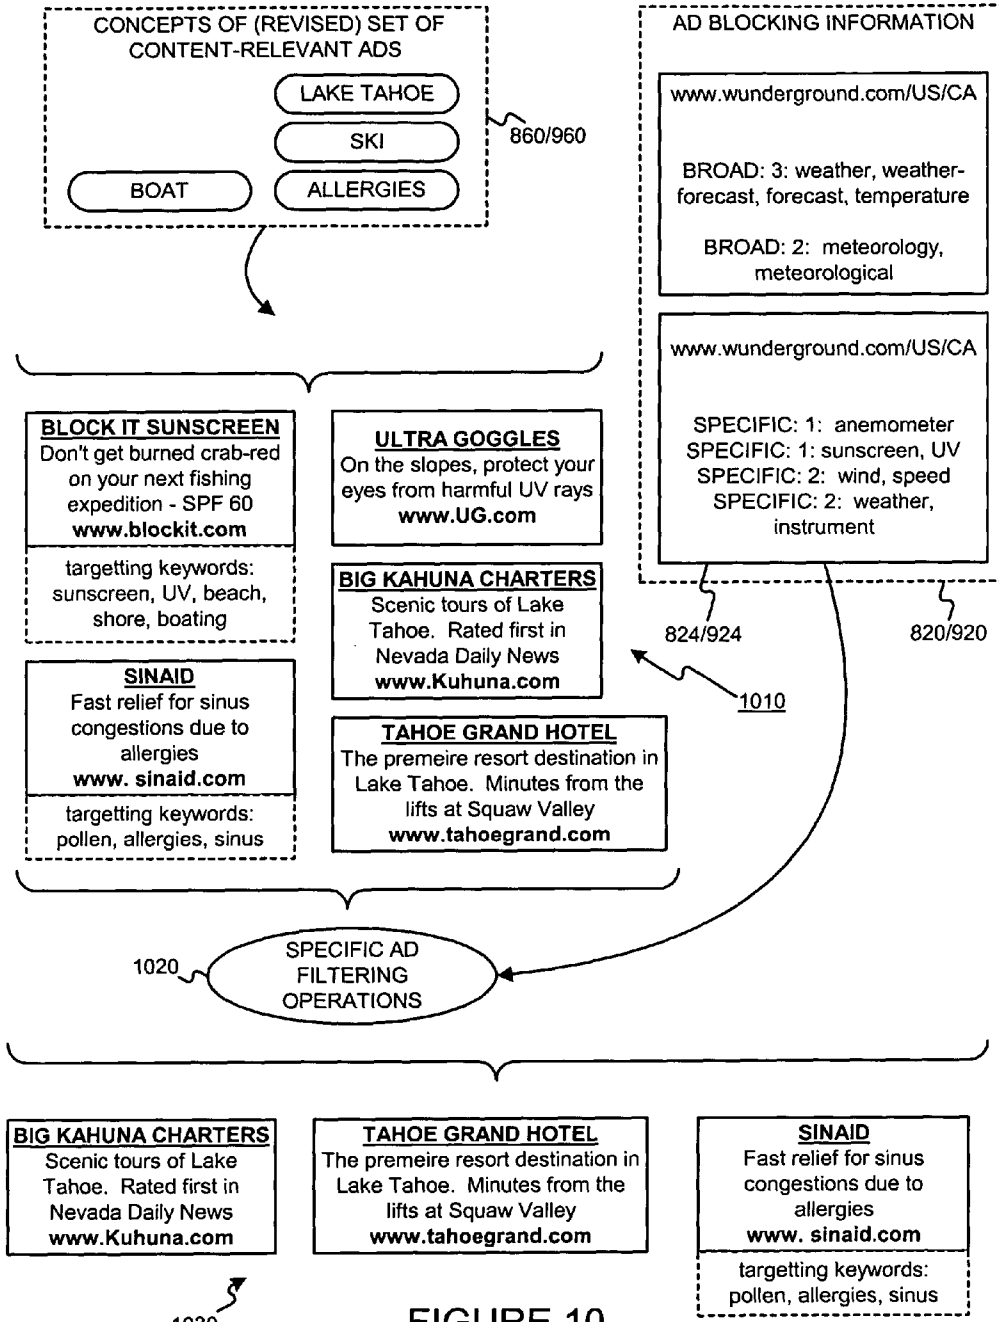 CONCEPTS OF (REVISED) SET OF
CONTENT-RELEVANT ADS
LAKE TAHOE
SKI
BOAT
ALLERGIES
860/960
AD BLOCKING INFORMATION
www.wunderground.com/US/CA
BROAD: 3: weather, weather-
forecast, forecast, temperature
BROAD: 2: meteorology,
meteorological
www.wunderground.com/US/CA
SPECIFIC: 1: anemometer
SPECIFIC: 1: sunscreen, UV
SPECIFIC: 2: wind, speed
SPECIFIC: 2: weather,
instrument
824/924
820/920
BLOCK IT SUNSCREEN
Don't get burned crab-red
on your next fishing
expedition - SPF 60
www.blockit.com
targetting keywords:
sunscreen, UV, beach,
shore, boating
SINAID
Fast relief for sinus
congestions due to
allergies
www. sinaid.com
targetting keywords:
pollen, allergies, sinus
ULTRA GOGGLES
On the slopes, protect your
eyes from harmful UV rays
www.UG.com
BIG KAHUNA CHARTERS
Scenic tours of Lake
Tahoe. Rated first in
Nevada Daily News
www.Kuhuna.com
TAHOE GRAND HOTEL
The premeire resort destination in
Lake Tahoe. Minutes from the
lifts at Squaw Valley
www.tahoegrand.com
1010
1020
SPECIFIC AD
FILTERING
OPERATIONS
BIG KAHUNA CHARTERS
Scenic tours of Lake
Tahoe. Rated first in
Nevada Daily News
www.Kuhuna.com
TAHOE GRAND HOTEL
The premeire resort destination in
Lake Tahoe. Minutes from the
lifts at Squaw Valley
www.tahoegrand.com
SINAID
Fast relief for sinus
congestions due to
allergies
www. sinaid.com
targetting keywords:
pollen, allergies, sinus
FIGURE 10